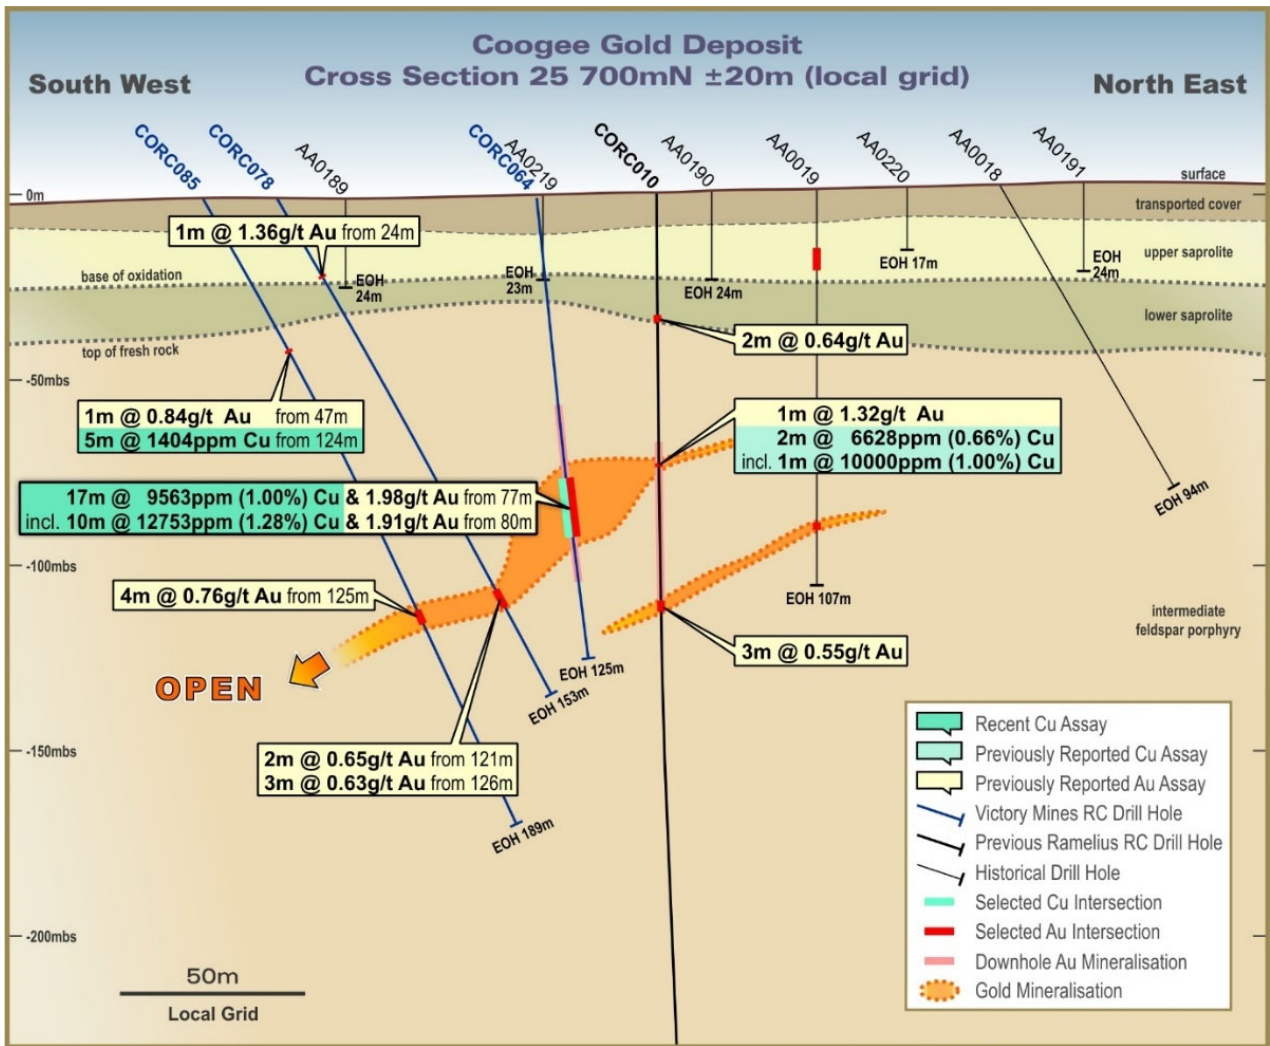 Coogee Gold Deposit
Cross Section 25 700mN ±20m (local grid)
South West
North East
CORC085
CORC078
AA0189
CORC064
AA0219
CORC010
AA0190
AA0019
AA0220
AA0018
AA0191
0m
surface
transported cover
1m @ 1.36g/t Au from 24m
upper saprolite
base of oxidation
EOH
24m
EOH
23m
EOH 24m
EOH 17m
EOH
24m
lower saprolite
top of fresh rock
2m @ 0.64g/t Au
-50mbs
1m @ 0.84g/t Au from 47m
5m @ 1404ppm Cu from 124m
1m @ 1.32g/t Au
2m @ 6628ppm (0.66%) Cu
incl. 1m @ 10000ppm (1.00%) Cu
17m @ 9563ppm (1.00%) Cu & 1.98g/t Au from 77m
incl. 10m @ 12753ppm (1.28%) Cu & 1.91g/t Au from 80m
EOH 94m
-100mbs
4m @ 0.76g/t Au from 125m
EOH 107m
intermediate
feldspar porphyry
3m @ 0.55g/t Au
EOH 125m
OPEN
EOH 153m
2m @ 0.65g/t Au from 121m
3m @ 0.63g/t Au from 126m
-150mbs
EOH 189m
-200mbs
50m
Local Grid
Recent Cu Assay
Previously Reported Cu Assay
Previously Reported Au Assay
Victory Mines RC Drill Hole
Previous Ramelius RC Drill Hole
Historical Drill Hole
Selected Cu Intersection
Selected Au Intersection
Downhole Au Mineralisation
Gold Mineralisation